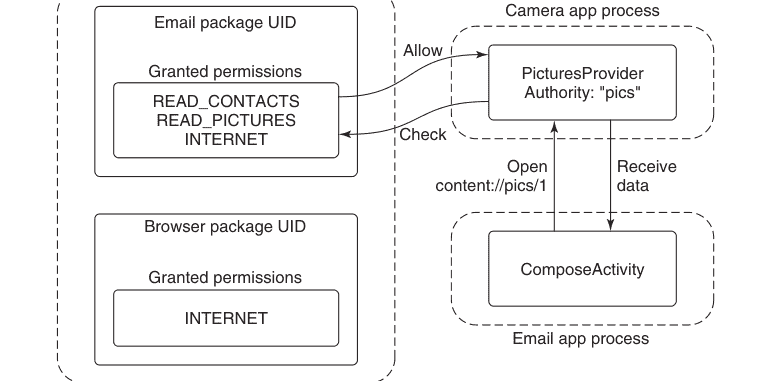 Email package UID
Granted permissions
READ_CONTACTS
READ_PICTURES
INTERNET
Browser package UID
Granted permissions
INTERNET
Allow
Check
Camera app process
PicturesProvider
Authority: "pics"
Open
content://pics/1
Receive
data
ComposeActivity
Email app process